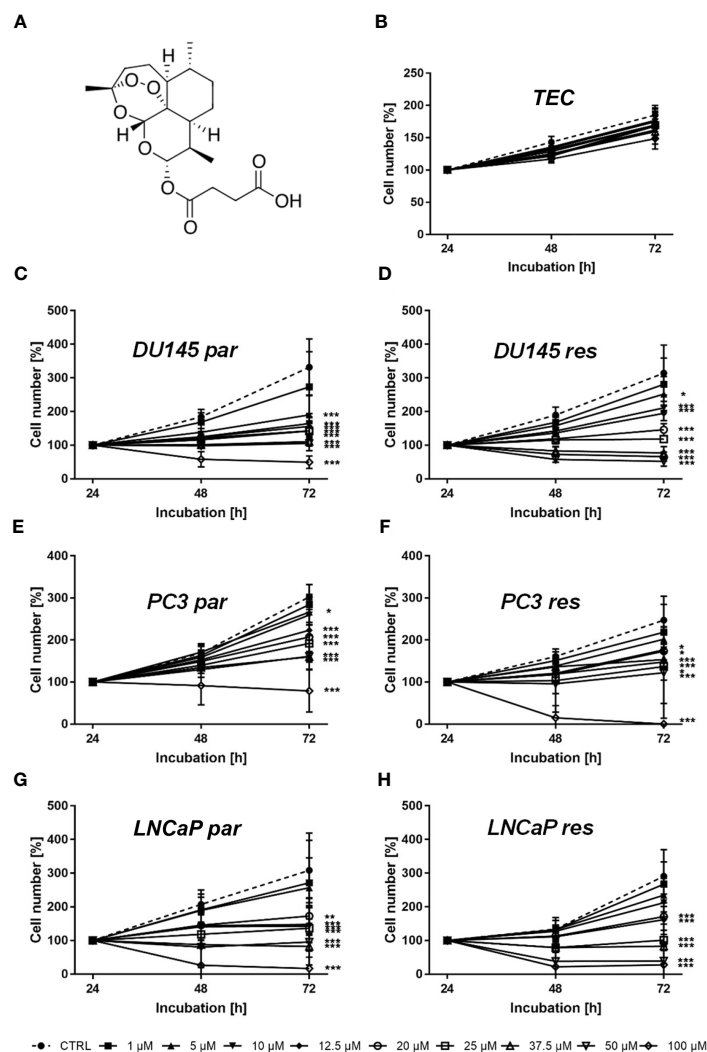 A
H
H
H
O
O
O
O
O
O
O
OH
B
TEC
Cell number [%]
250
200
150
100
50
0
24 48 72
Incubation [h]
C
DU145 par
Cell number [%]
500
400
300
200
100
0
24 48 72
Incubation [h]
***
***
***
***
***
***
***
D
DU145 res
Cell number [%]
500
400
300
200
100
0
24 48 72
Incubation [h]
*
***
***
***
***
***
***
***
E
PC3 par
Cell number [%]
400
300
200
100
0
24 48 72
Incubation [h]
*
***
***
***
***
***
***
F
PC3 res
Cell number [%]
400
300
200
100
0
24 48 72
Incubation [h]
*
*
***
***
*
***
***
G
LNCaP par
Cell number [%]
500
400
300
200
100
0
24 48 72
Incubation [h]
**
***
***
***
***
***
H
LNCaP res
Cell number [%]
500
400
300
200
100
0
24 48 72
Incubation [h]
***
***
***
***
***
***
CTRL 1 µM 5 µM 10 µM 12.5 µM 20 µM 25 µM 37.5 µM 50 µM 100 µM